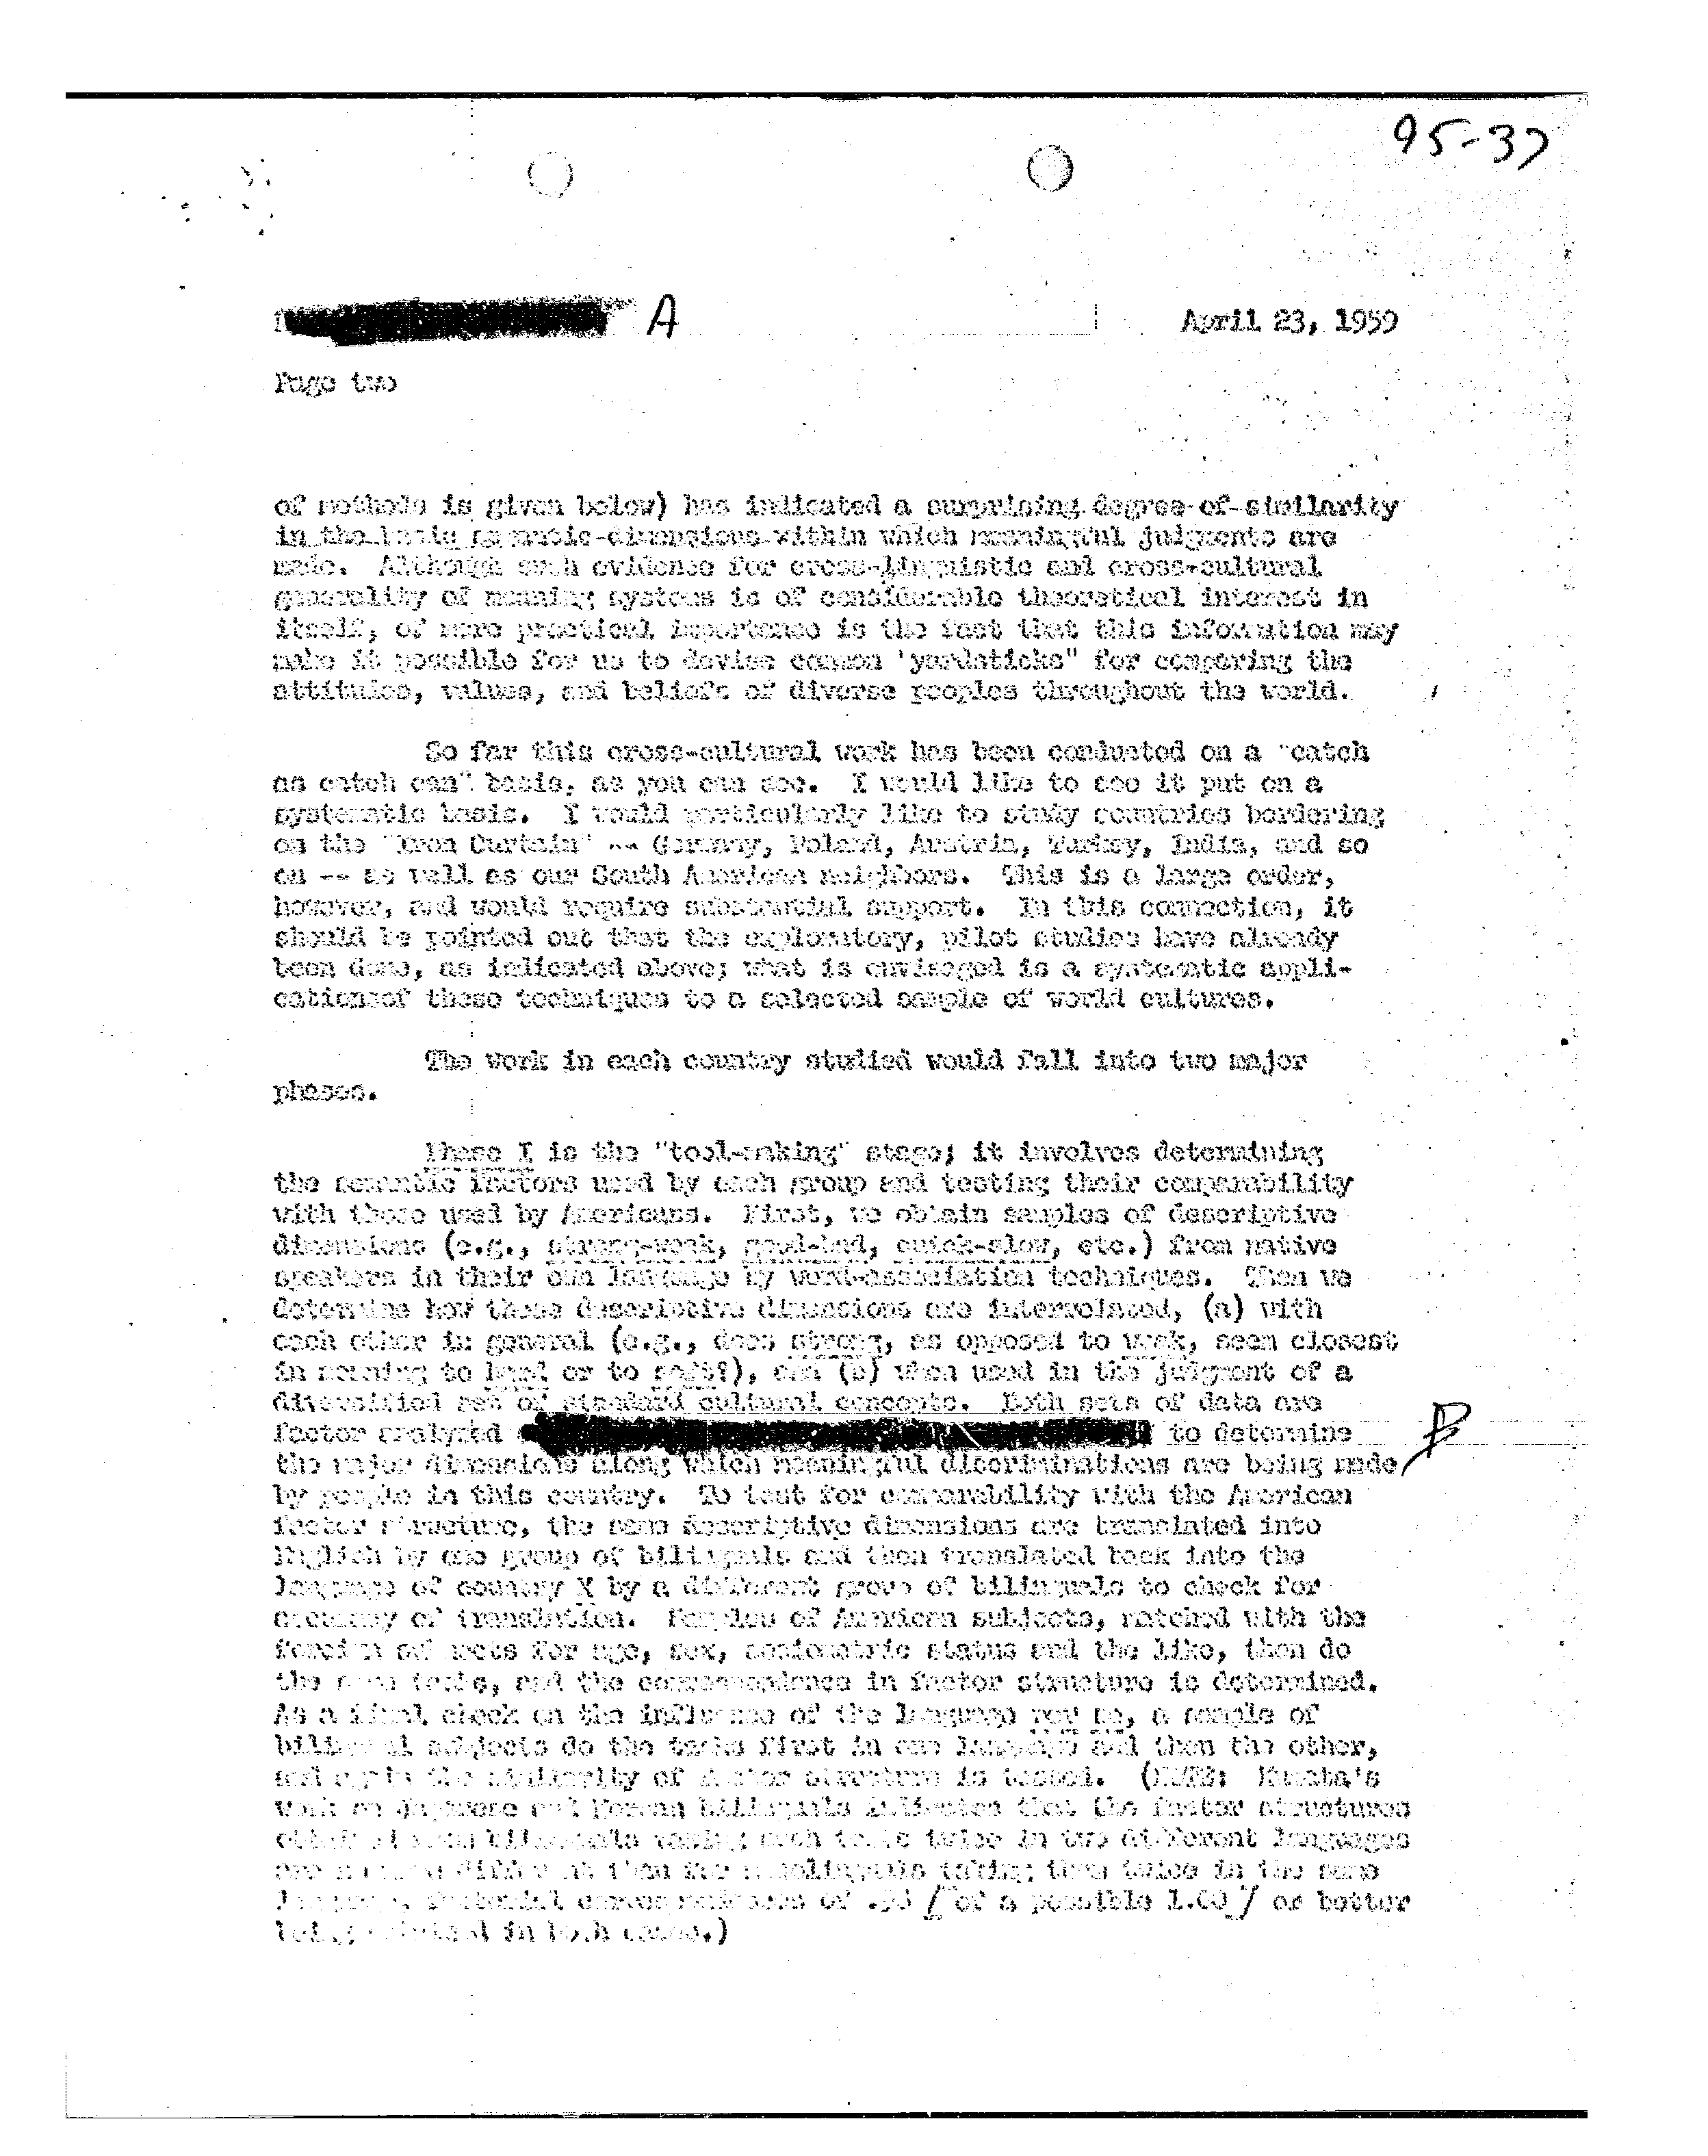 95-37
A April 23, 1959
Page two
of methods is given below) has indicated a surprising degree of similarity
in the basic semantic dimensions within which meaningful judgments are
made. Although such evidence for cross-linguistic and cross-cultural
generality of meaning systems is of considerable theoretical interest in
itself, of more practical importance is the fact that this information may
make it possible for us to devise common 'yardsticks" for comparing the
attitudes, values, and beliefs of diverse peoples throughout the world.
So far this cross-cultural work has been conducted on a "catch
as catch can" basis, as you can see. I would like to see it put on a
systematic basis. I would particularly like to study countries bordering
on the "Iron Curtain" -- Germany, Poland, Austria, Turkey, India, and so
on -- as well as our South American neighbors. This is a large order,
however, and would require substantial support. In this connection, it
should be pointed out that the exploratory, pilot studies have already
been done, as indicated above; what is envisaged is a systematic appli-
cation of these techniques to a selected sample of world cultures.
The work in each country studied would fall into two major
phases.
Phase I is the "tool-making" stage; it involves determining
the semantic factors used by each group and testing their comparability
with those used by Americans. First, we obtain samples of descriptive
dimensions (e.g., strong-weak, good-bad, quick-slow, etc.) from native
speakers in their own language by word-association techniques. Then we
determine how these descriptive dimensions are interrelated, (a) with
each other in general (e.g., does strong, as opposed to weak, seem closest
in meaning to hard or to soft?), and (b) when used in the judgment of a
diversified set of standard cultural concepts. Both sets of data are
factor analyzed to determine B
the major dimensions along which meaningful discriminations are being made
by people in this country. To test for comparability with the American
factor structure, the same descriptive dimensions are translated into
English by one group of bilinguals and then translated back into the
language of country X by a different group of bilinguals to check for
accuracy of translation. Samples of American subjects, matched with the
foreign subjects for age, sex, sociometric status and the like, then do
the same tasks, and the correspondence in factor structure is determined.
As a final check on the influence of the language per se, a sample of
bilingual subjects do the tasks first in one language and then the other,
and again the similarity of factor structure is tested. (NOTE: Kumata's
work on Japanese and Korean bilinguals indicates that the factor structures
bilinguals taking such tests twice in two different languages
are different than for monolinguals taking them twice in the same
of / of a possible 1.00 / or better
in both cases.)